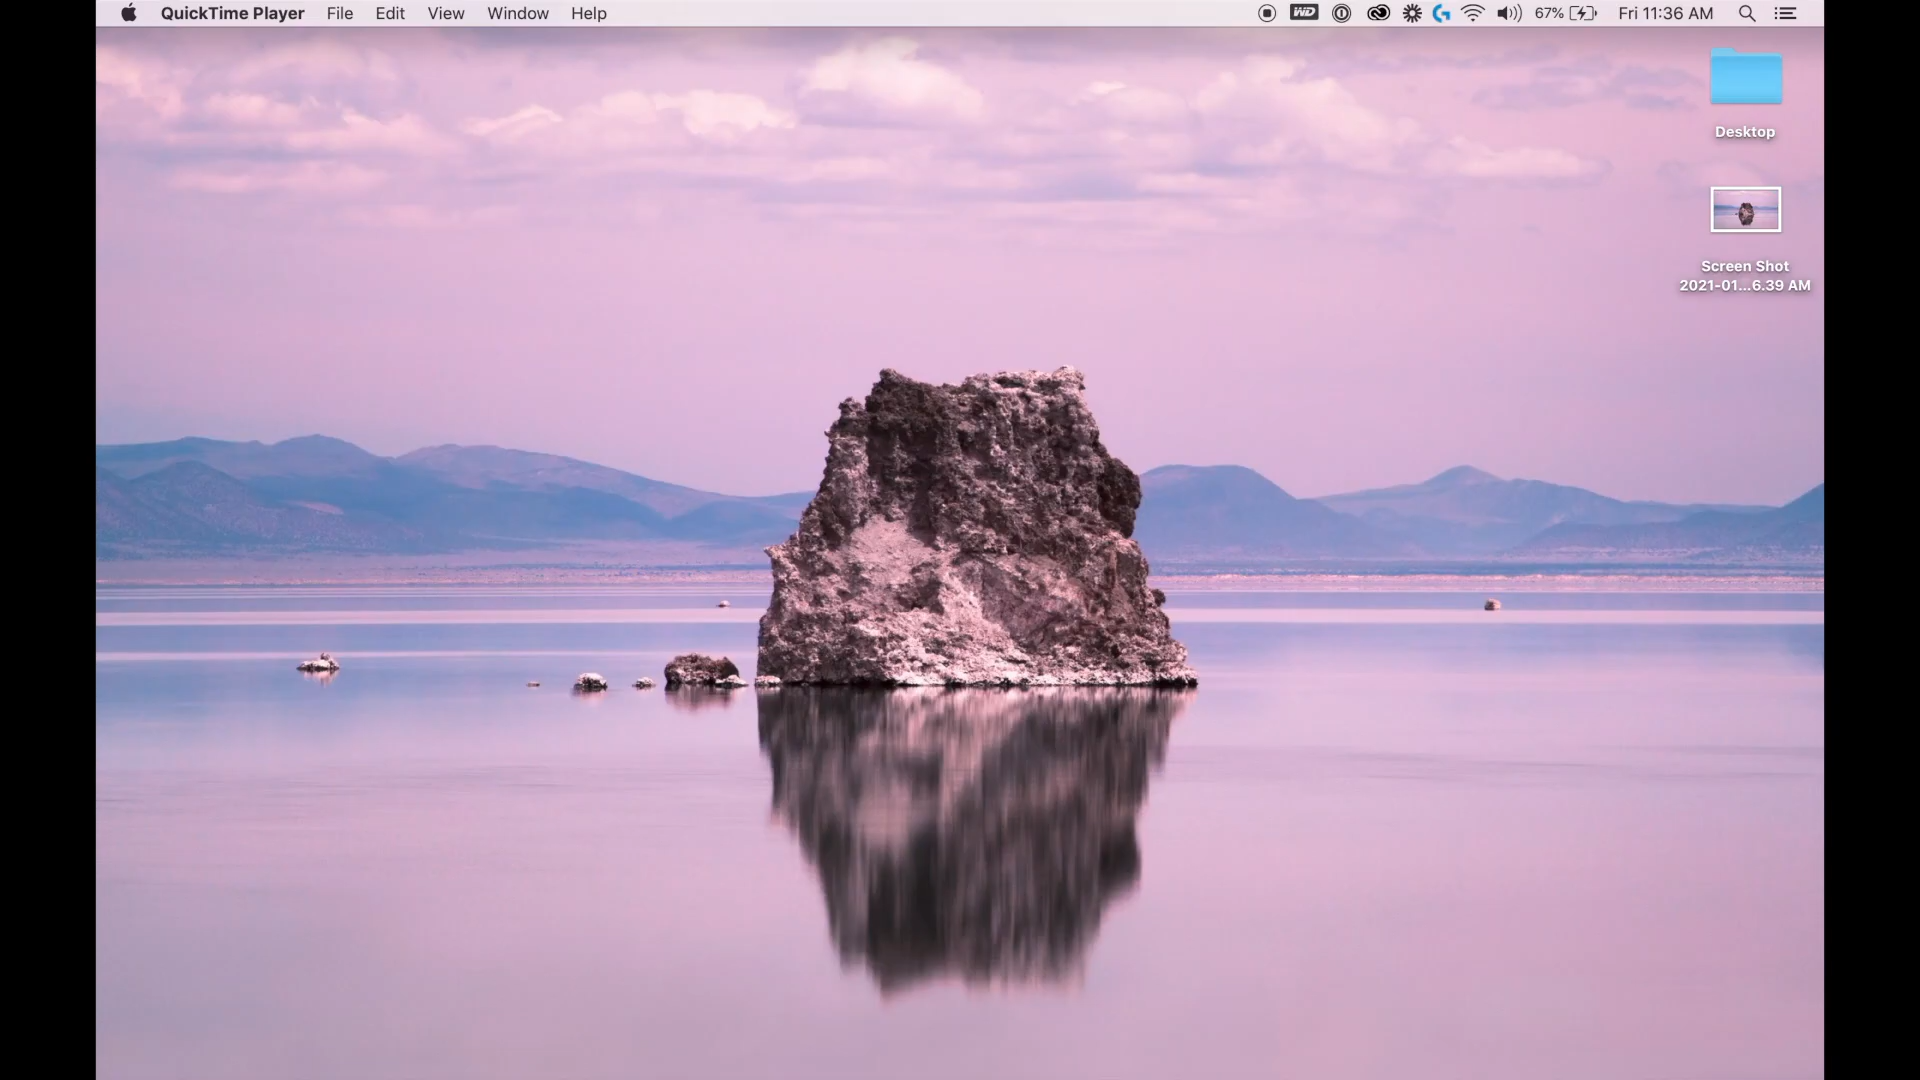 QuickTime Player File Edit View Window Help WD 67% Fri 11:36 AM
Desktop
Screen Shot
2021-01...6.39 AM